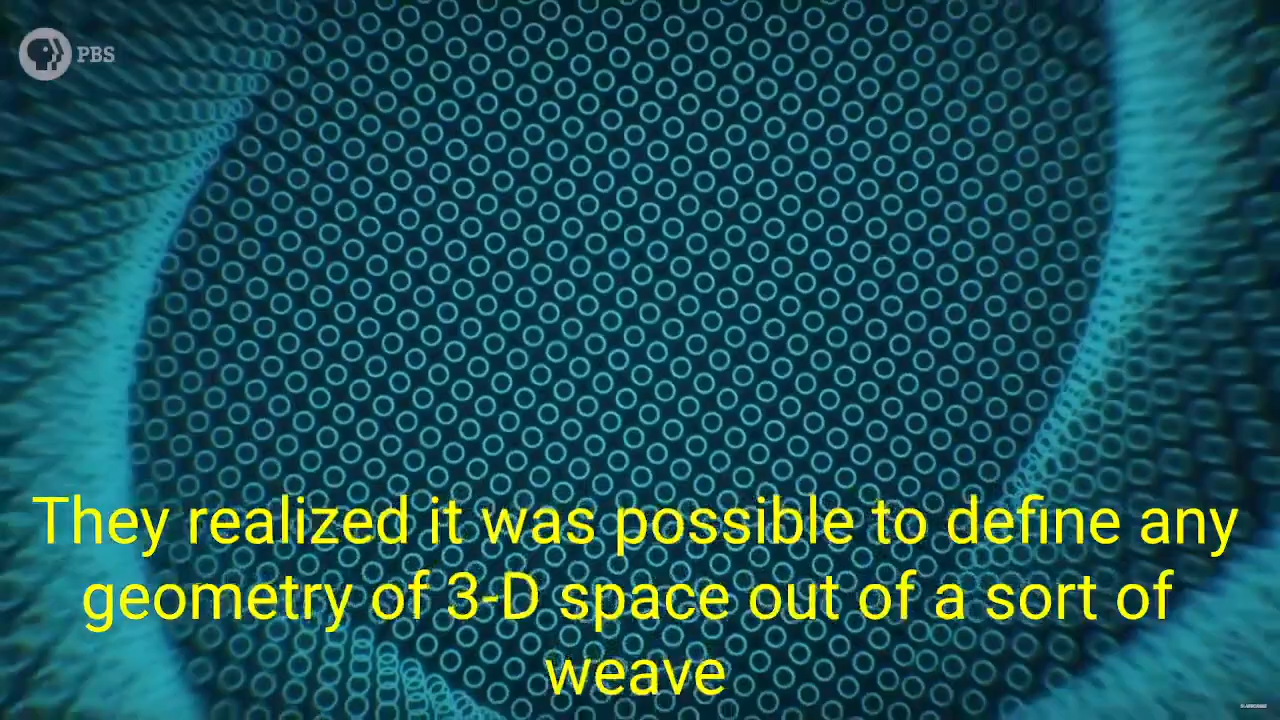 PBS
They realized it was possible to define any
geometry of 3-D space out of a sort of
weave